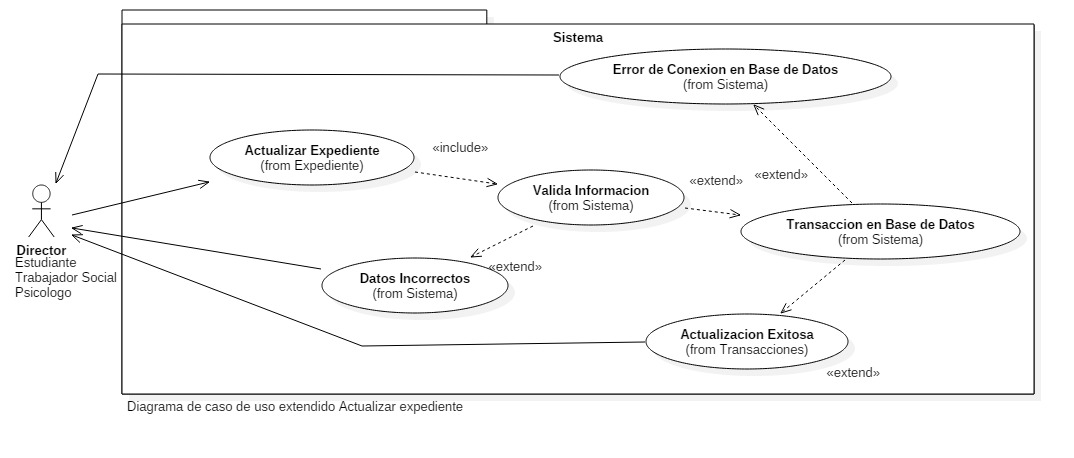 Sistema
Error de Conexion en Base de Datos
(from Sistema)
Actualizar Expediente
(from Expediente)
«include»
Valida Informacion
(from Sistema)
«extend»
«extend»
Transaccion en Base de Datos
(from Sistema)
Director
Estudiante
Trabajador Social
Psicologo
Datos Incorrectos
(from Sistema)
«extend»
Actualizacion Exitosa
(from Transacciones)
«extend»
Diagrama de caso de uso extendido Actualizar expediente